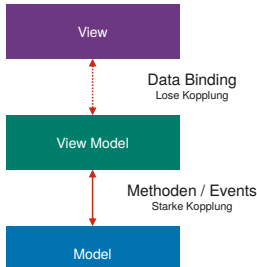 View
Data Binding
Lose Kopplung
View Model
Methoden / Events
Starke Kopplung
Model